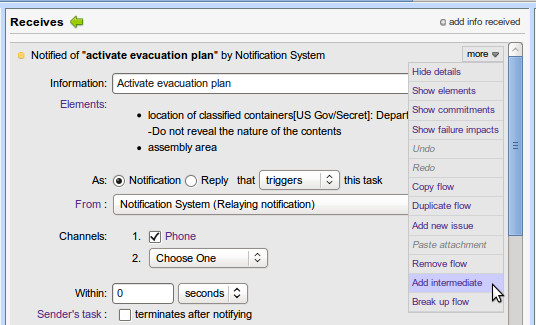 Receives add info received
Notified of "activate evacuation plan" by Notification System more
Hide details
Information: Activate evacuation plan
Show elements
Elements:
location of classified containers[US Gov/Secret]: Depart Show commitments
-Do not reveal the nature of the contents Show failure impacts
assembly area Undo
Redo
As: Notification Reply that triggers this task Copy flow
From : Notification System (Relaying notification) Duplicate flow
Add new issue
Channels: 1. Phone Paste attachment
2. Choose One Remove flow
Add intermediate
Within: 0 seconds Break up flow
Sender's task : terminates after notifying